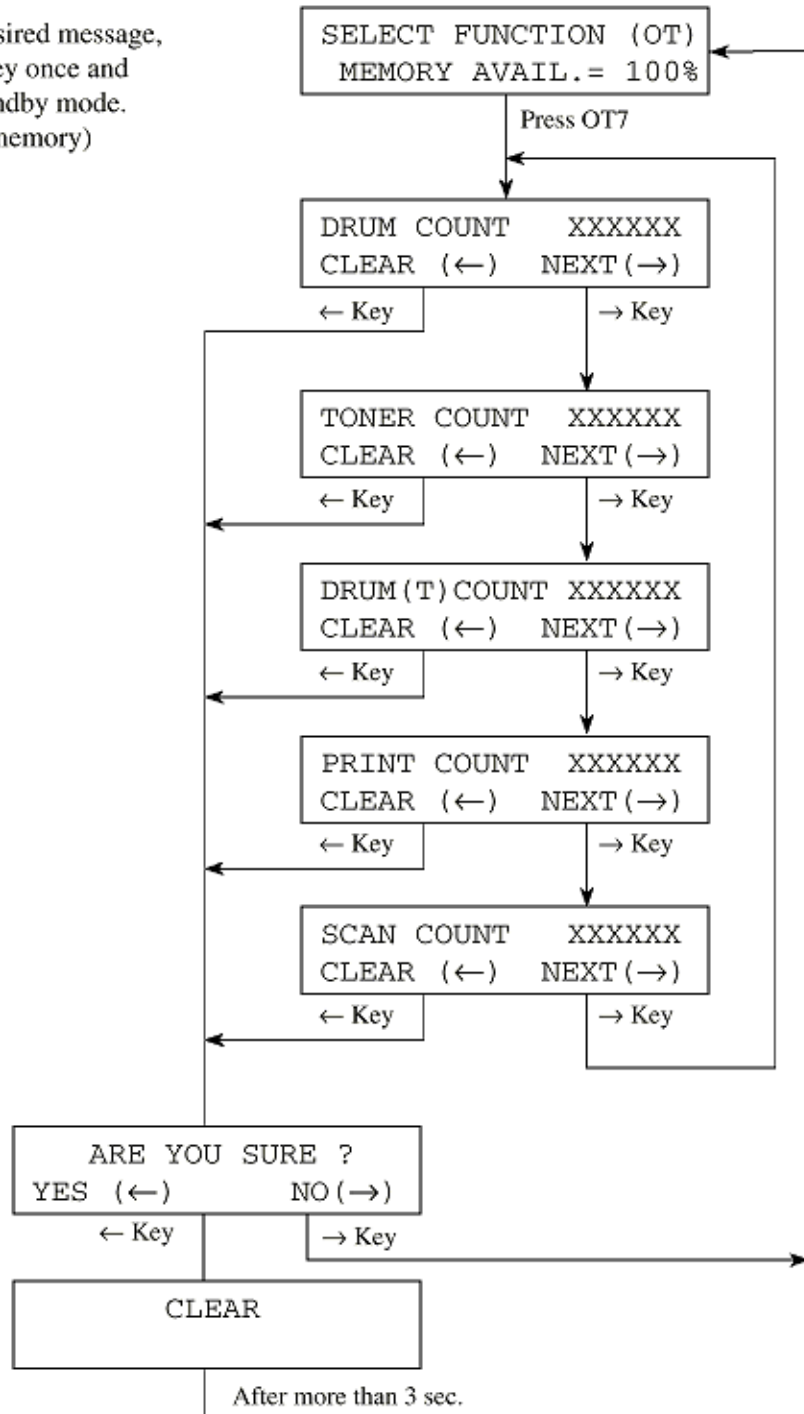 sired message,
ey once and
ndby mode.
nemory)
SELECT FUNCTION (OT)
MEMORY AVAIL.= 100%
Press OT7
DRUM COUNT XXXXXX
CLEAR (←) NEXT(→)
← Key → Key
TONER COUNT XXXXXX
CLEAR (←) NEXT(→)
← Key → Key
DRUM(T)COUNT XXXXXX
CLEAR (←) NEXT(→)
← Key → Key
PRINT COUNT XXXXXX
CLEAR (←) NEXT(→)
← Key → Key
SCAN COUNT XXXXXX
CLEAR (←) NEXT(→)
← Key → Key
ARE YOU SURE ?
YES (←) NO(→)
← Key → Key
CLEAR
After more than 3 sec.